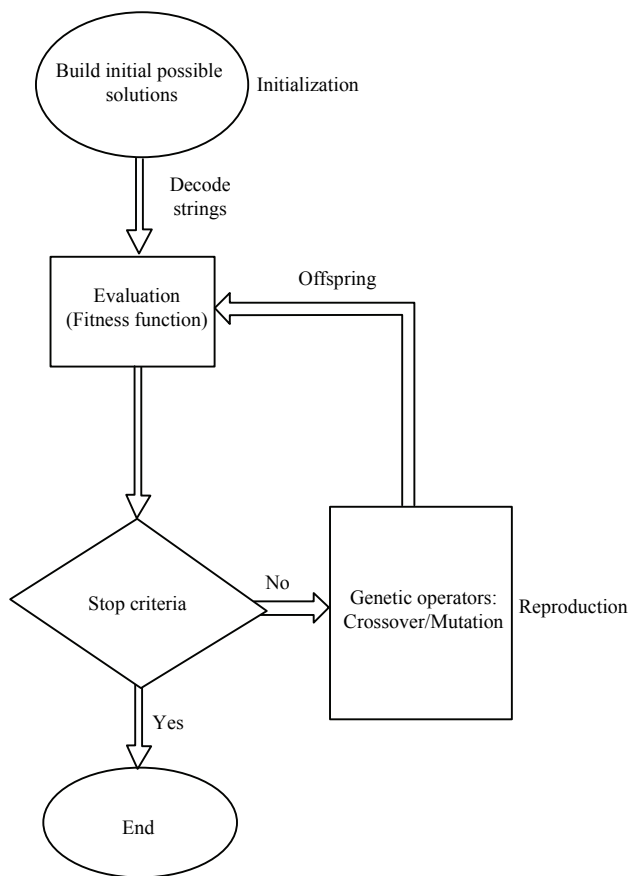 Build initial possible
solutions
Initialization
Decode
strings
Offspring
Evaluation
(Fitness function)
No
Stop criteria
Genetic operators:
Crossover/Mutation
Reproduction
Yes
End